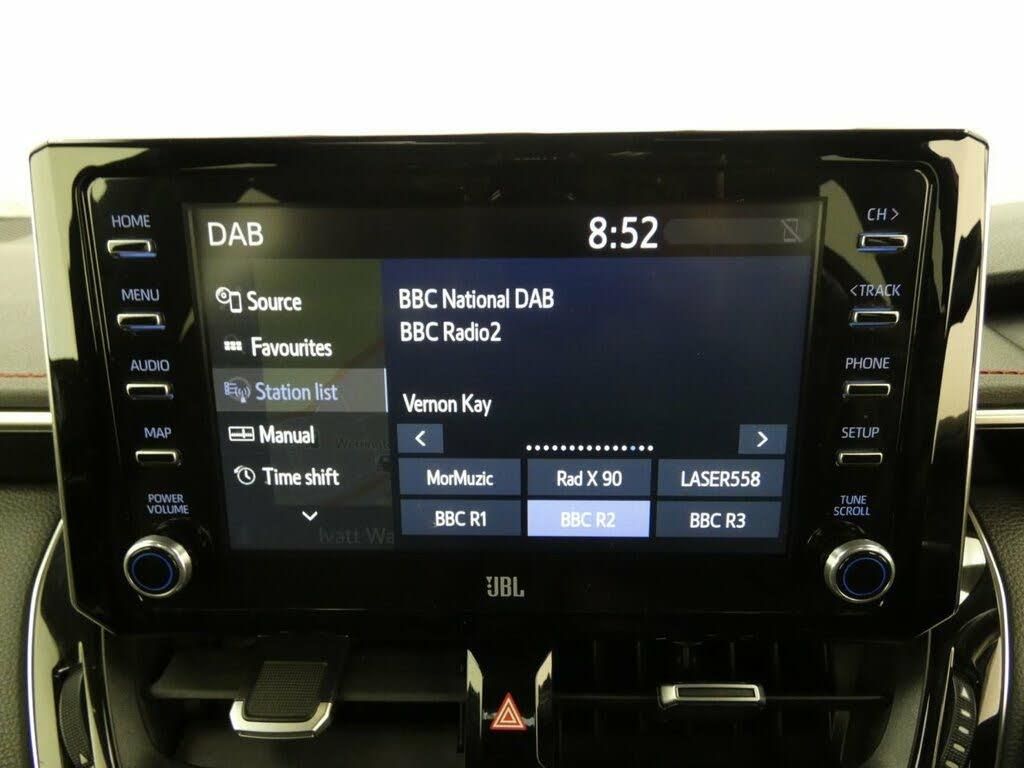 HOME
MENU
AUDIO
MAP
POWER
VOLUME
DAB
8:52
Source
Favourites
Station list
Manual
Time shift
BBC National DAB
BBC Radio2
Vernon Kay
<
>
MorMuzic
Rad X 90
LASER558
BBC R1
BBC R2
BBC R3
Ivatt Wa
CH >
< TRACK
PHONE
SETUP
TUNE
SCROLL
JBL